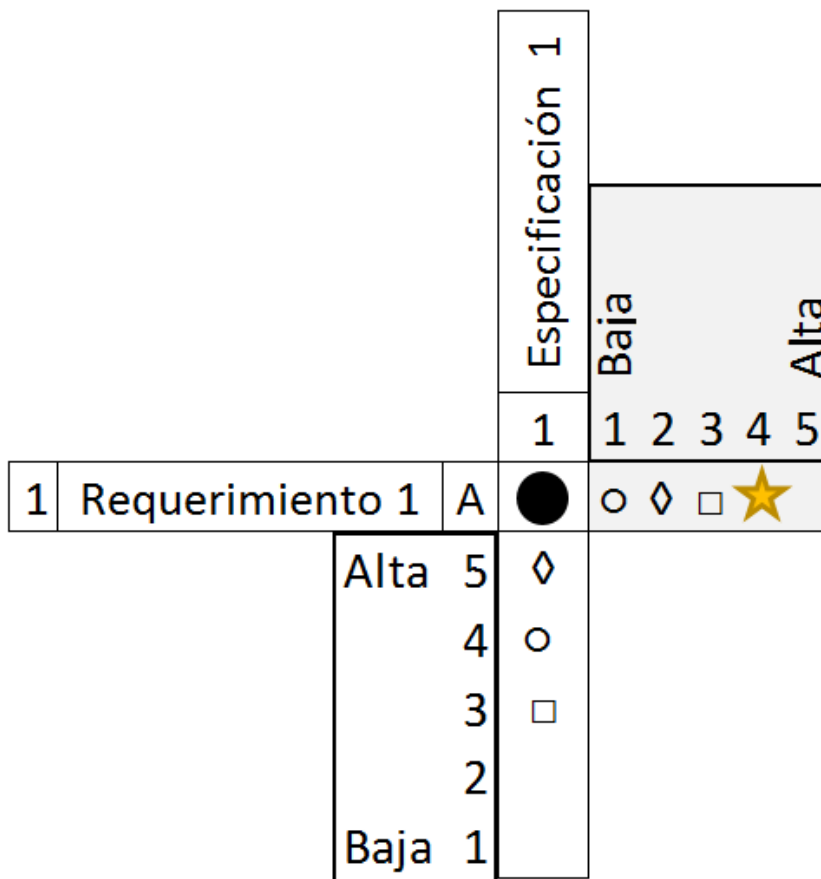 Especificación 1
Baja
Alta
1 1 2 3 4 5
1 Requerimiento 1 A
Alta 5
4
3
2
Baja 1